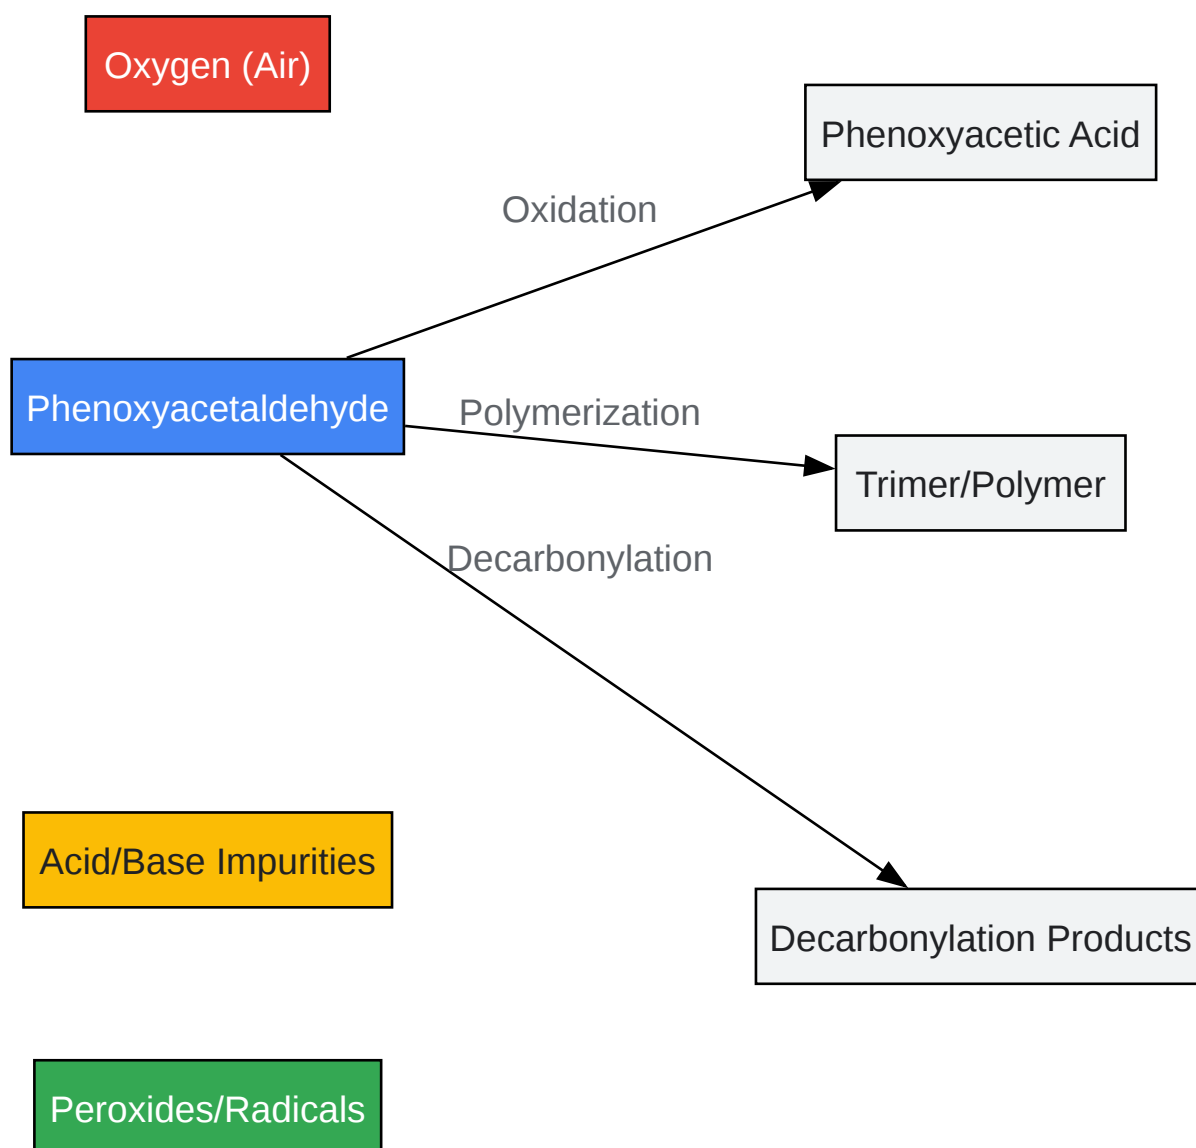 Oxygen (Air)
Phenoxyacetic Acid
Oxidation
Phenoxyacetaldehyde
Polymerization
Trimer/Polymer
Decarbonylation
Acid/Base Impurities
Decarbonylation Products
Peroxides/Radicals